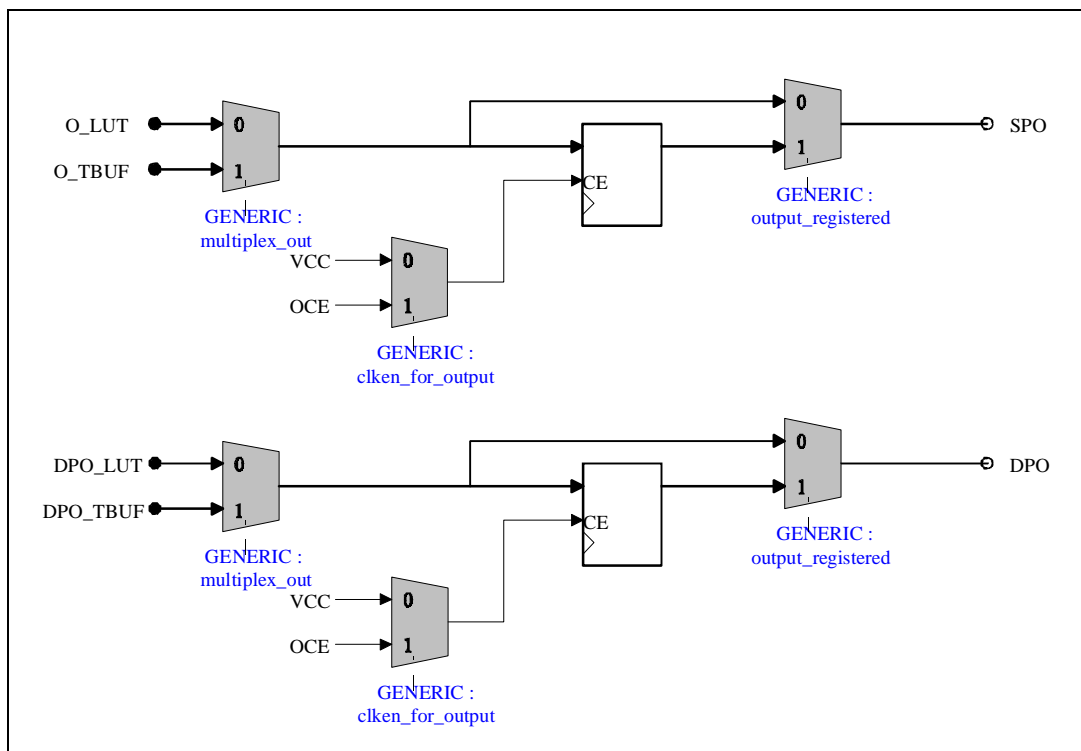 0
O_LUT
0
SPO
1
O_TBUF
1
CE
GENERIC :
output_registered
GENERIC :
multiplex_out
VCC
0
OCE
1
GENERIC :
clken_for_output
0
DPO_LUT
0
DPO
1
DPO_TBUF
1
CE
GENERIC :
output_registered
GENERIC :
multiplex_out
VCC
0
OCE
1
GENERIC :
clken_for_output